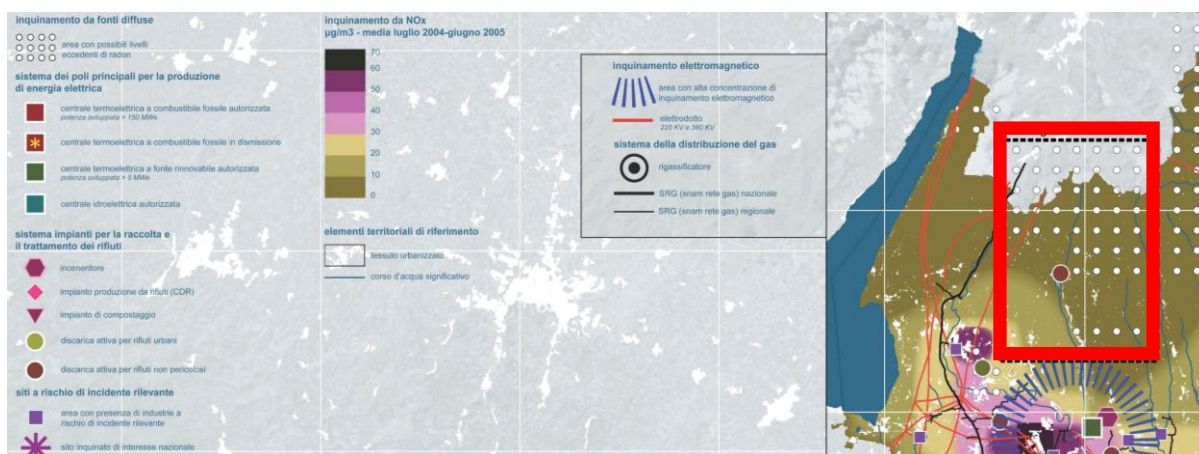 inquinamento da fonti diffuse
area con possibili livelli
eccedenti di radon
sistema dei poli principali per la produzione
di energia elettrica
centrale termoelettrica a combustibile fossile autorizzata
potenza sviluppata > 150 MWe
centrale termoelettrica a combustibile fossile in dismissione
centrale termoelettrica a fonte rinnovabile autorizzata
potenza sviluppata > 5 MWe
centrale idroelettrica autorizzata
sistema impianti per la raccolta e
il trattamento dei rifiuti
inceneritore
impianto produzione da rifiuti (CDR)
impianto di compostaggio
discarica attiva per rifiuti urbani
discarica attiva per rifiuti non pericolosi
siti a rischio di incidente rilevante
area con presenza di industrie a
rischio di incidente rilevante
sito inquinato di interesse nazionale
inquinamento da NOx
µg/m3 - media luglio 2004-giugno 2005
70
60
50
40
30
20
10
0
elementi territoriali di riferimento
tessuto urbanizzato
corso d'acqua significativo
inquinamento elettromagnetico
area con alta concentrazione di
inquinamento elettromagnetico
elettrodotto
220 KV e 380 KV
sistema della distribuzione del gas
rigassificatore
SRG (snam rete gas) nazionale
SRG (snam rete gas) regionale